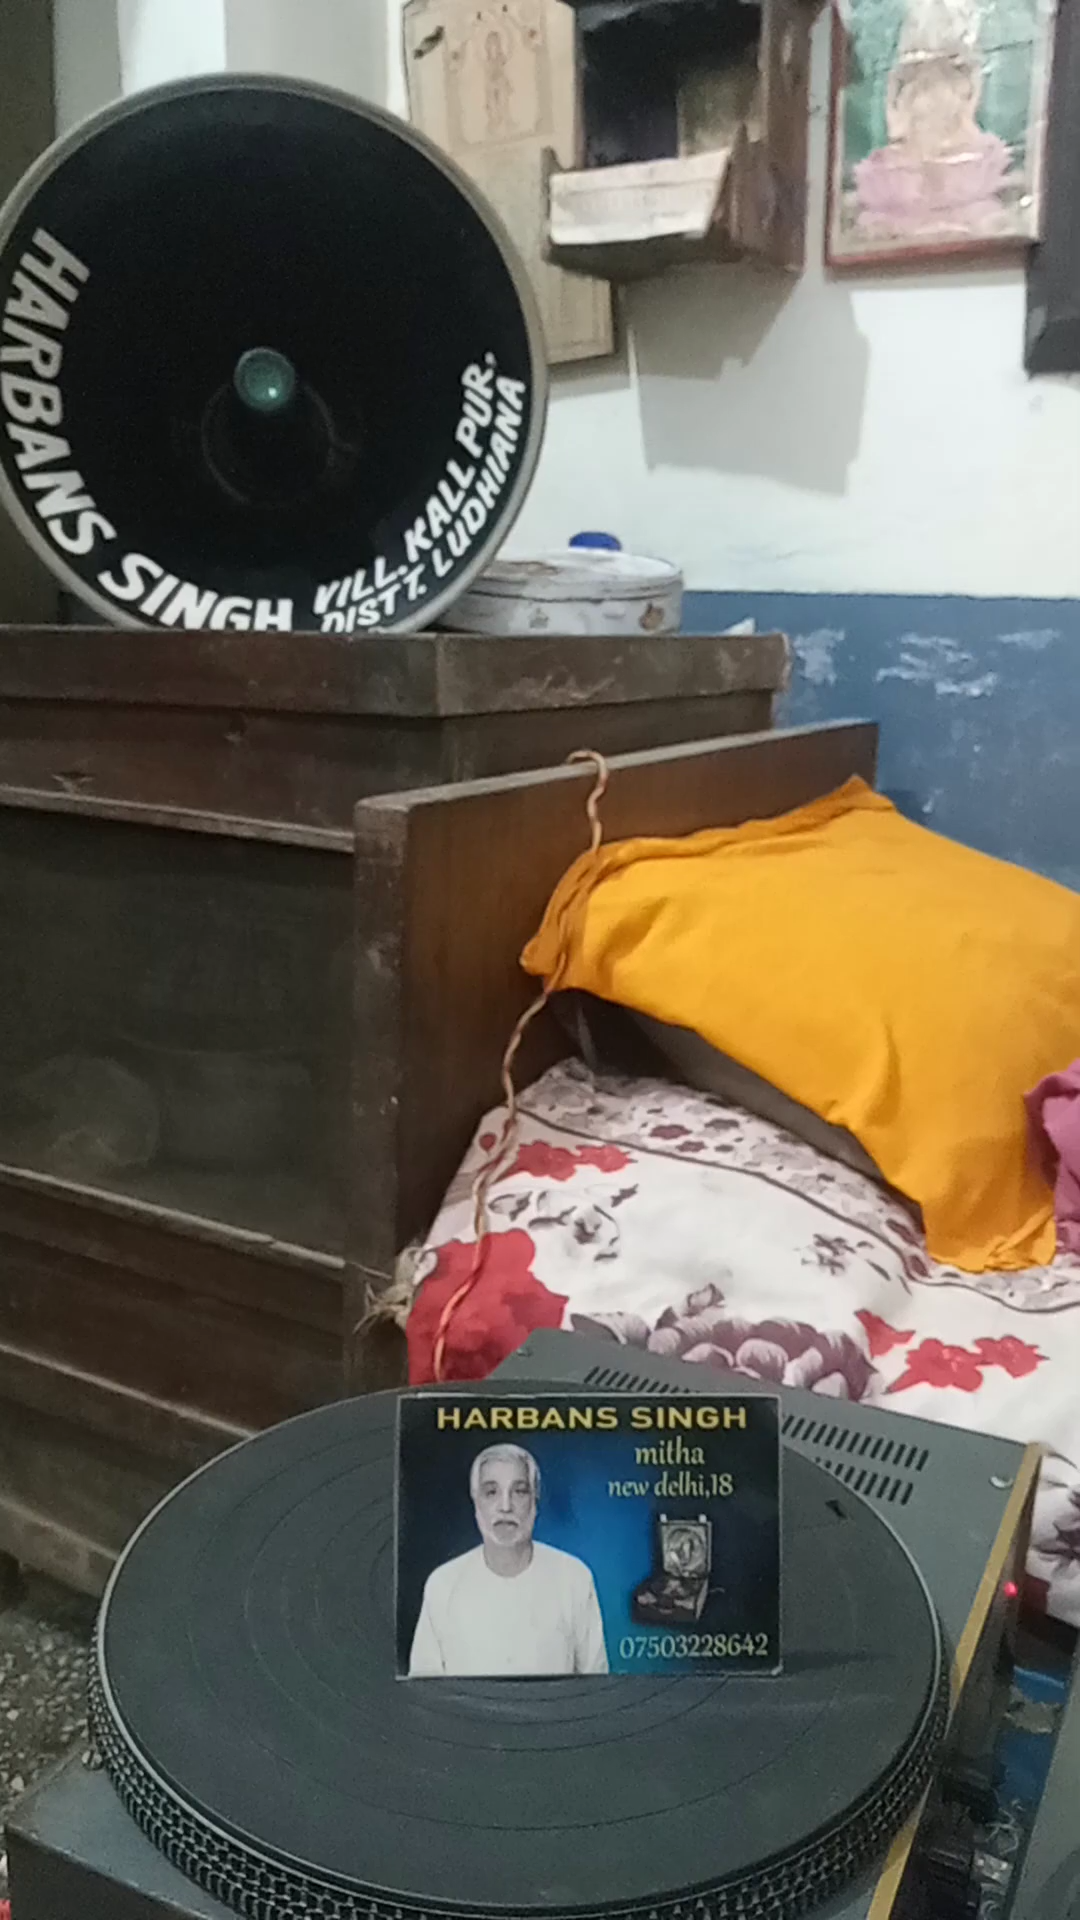 HARBANS SINGH
VILL. KALL PUR.
DISTT. LUDHIANA
HARBANS SINGH
mitha
new delhi,18
07503228642